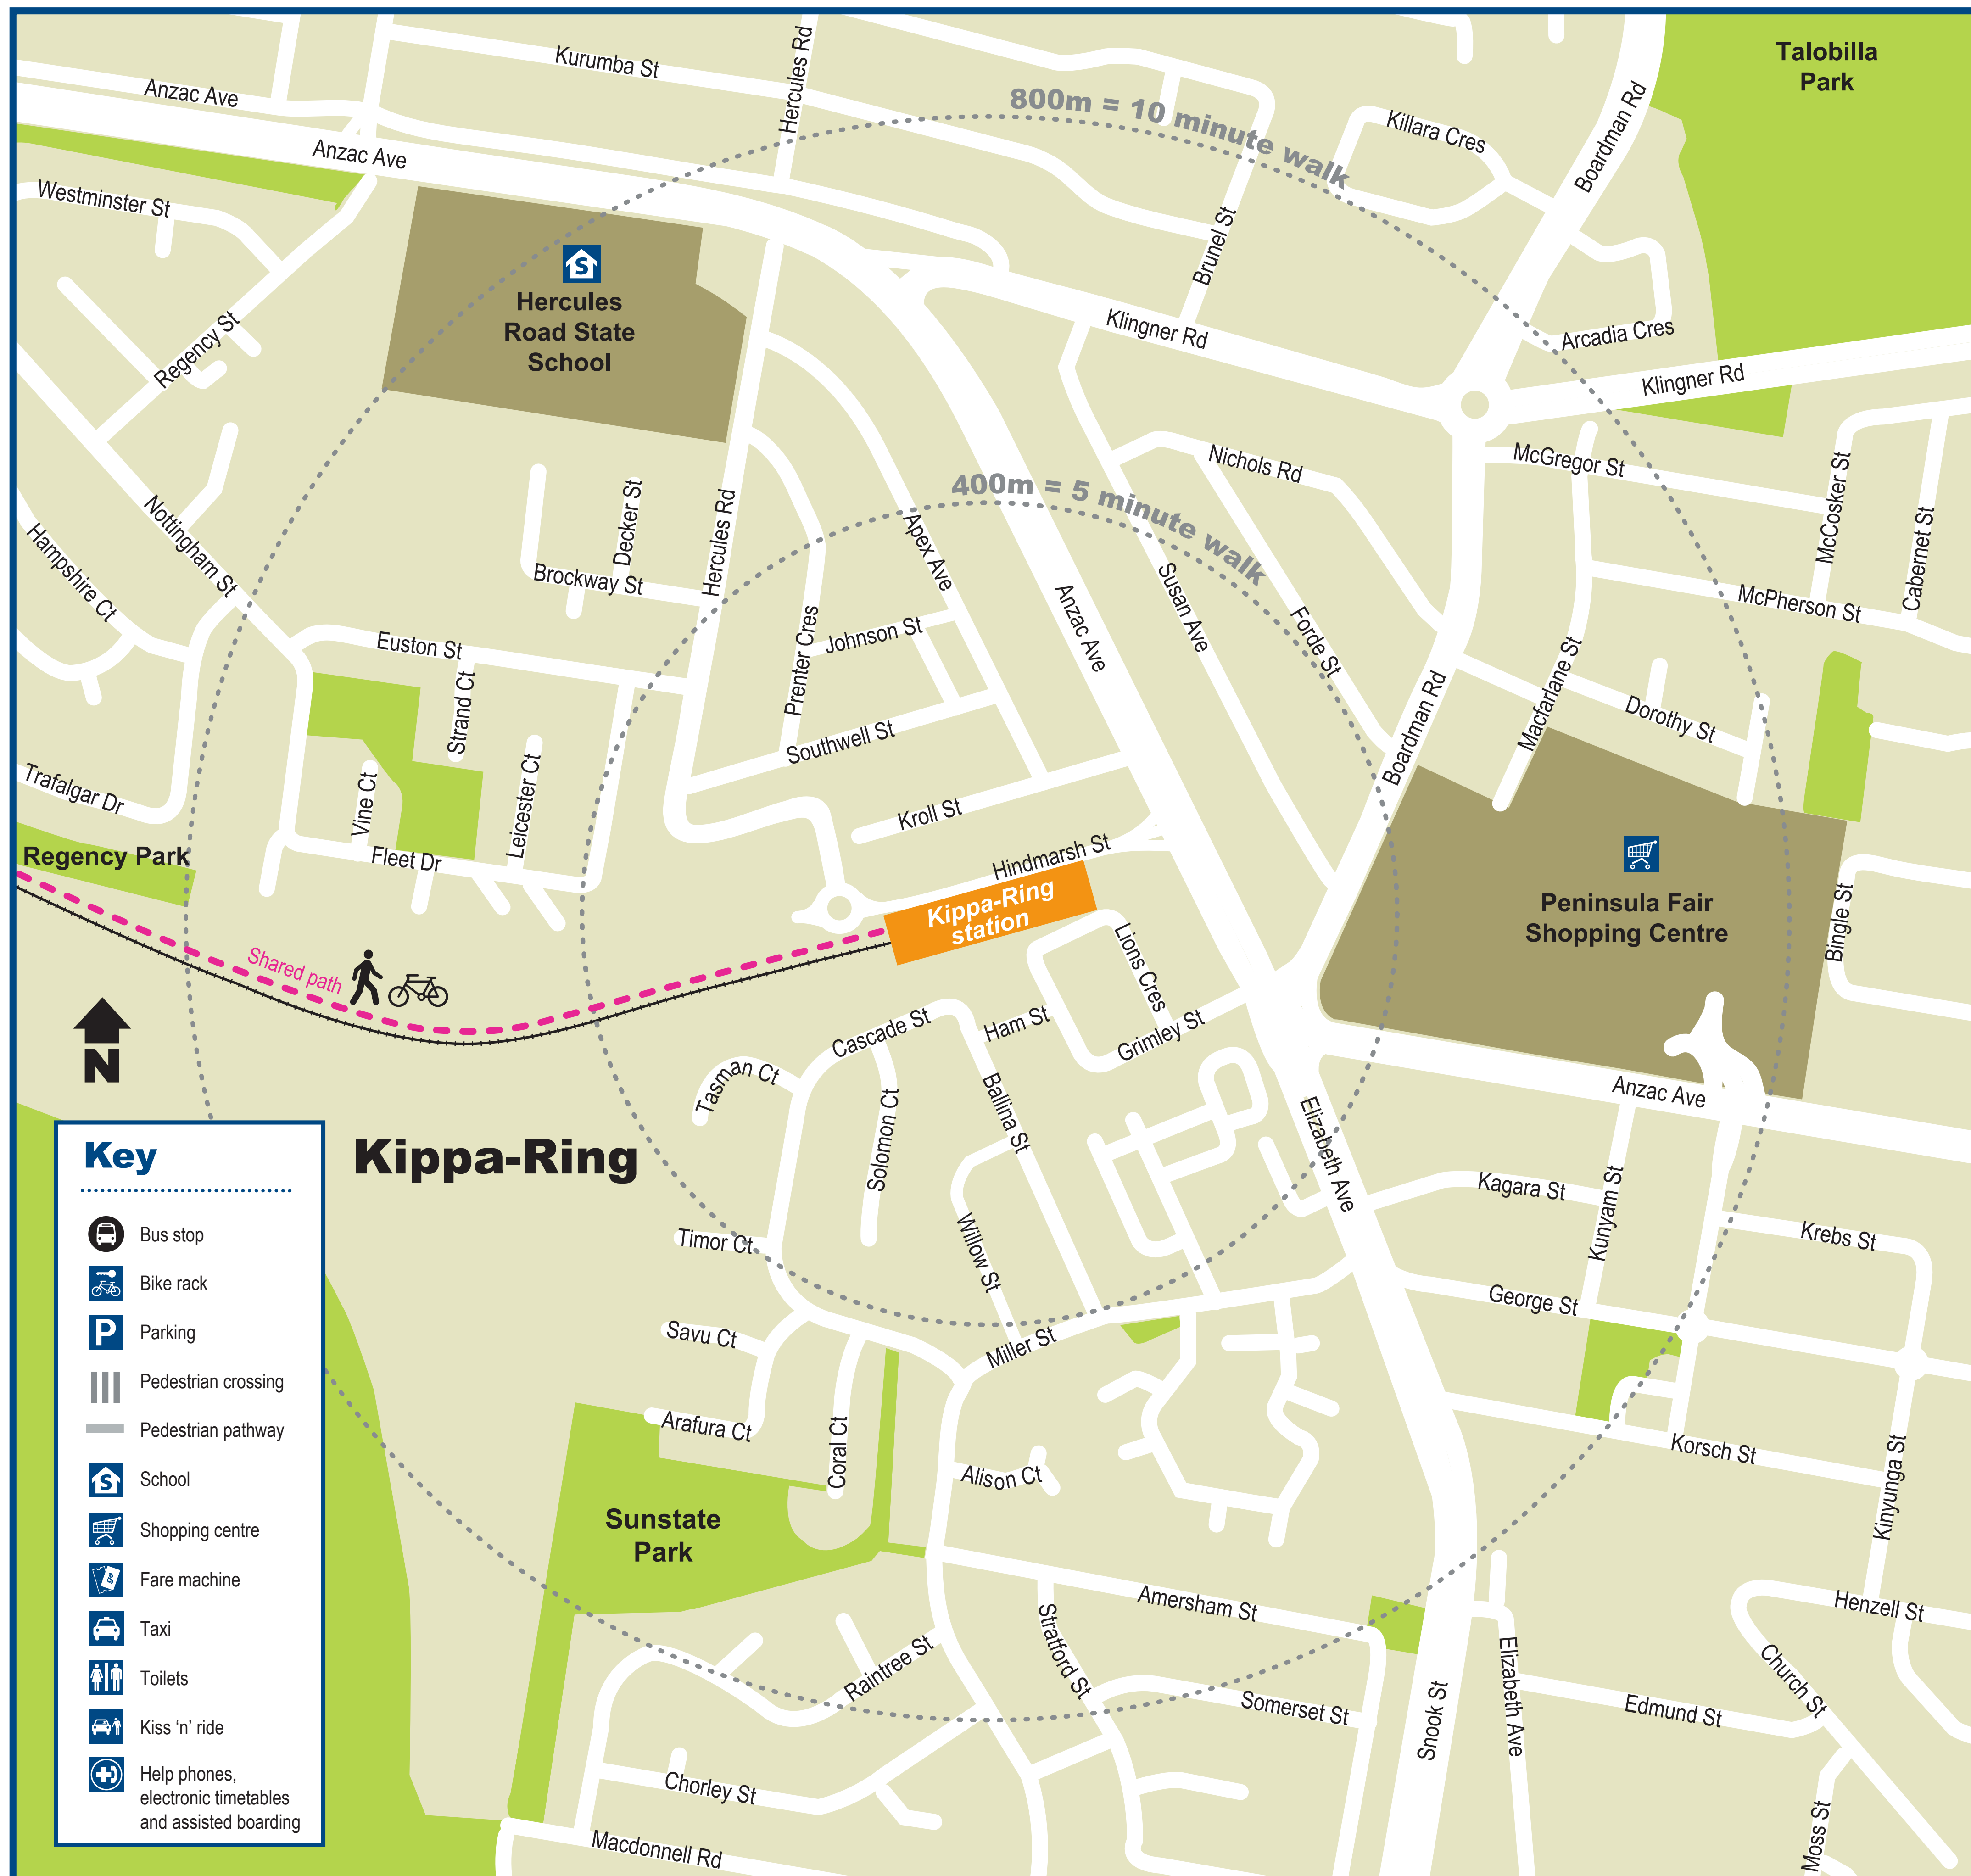 Talobilla
Park
Kurumba St
Hercules Rd
Anzac Ave
Boardman Rd
800m = 10 minute walk
Killara Cres
Anzac Ave
Westminster St
Brunel St
Hercules
Road State
School
Regency St
Klingner Rd
Arcadia Cres
Klingner Rd
Nichols Rd
McGregor St
McCosker St
400m = 5 minute walk
Decker St
Hercules Rd
Apex Ave
Nottingham St
Hampshire Ct
Brockway St
Susan Ave
Anzac Ave
Cabernet St
McPherson St
Forde St
Euston St
Johnson St
Prenter Cres
Strand Ct
Macfarlane St
Boardman Rd
Dorothy St
Southwell St
Trafalgar Dr
Vine Ct
Leicester Ct
Kroll St
Regency Park
Fleet Dr
Hindmarsh St
Kippa-Ring
station
Peninsula Fair
Shopping Centre
Bingle St
Lions Cres
Shared path
N
Cascade St
Ham St
Grimley St
Tasman Ct
Anzac Ave
Solomon Ct
Ballina St
Elizabeth Ave
Kippa-Ring
Kagara St
Kunyam St
Krebs St
Timor Ct
Willow St
George St
Savu Ct
Miller St
Arafura Ct
Coral Ct
Alison Ct
Korsch St
Kinyunga St
Sunstate
Park
Amersham St
Henzell St
Stratford St
Raintree St
Elizabeth Ave
Church St
Somerset St
Snook St
Edmund St
Chorley St
Moss St
Macdonnell Rd
Key
Bus stop
Bike rack
P
Parking
Pedestrian crossing
Pedestrian pathway
S
School
Shopping centre
go
Fare machine
Taxi
Toilets
Kiss ‘n’ ride
Help phones,
electronic timetables
and assisted boarding
S